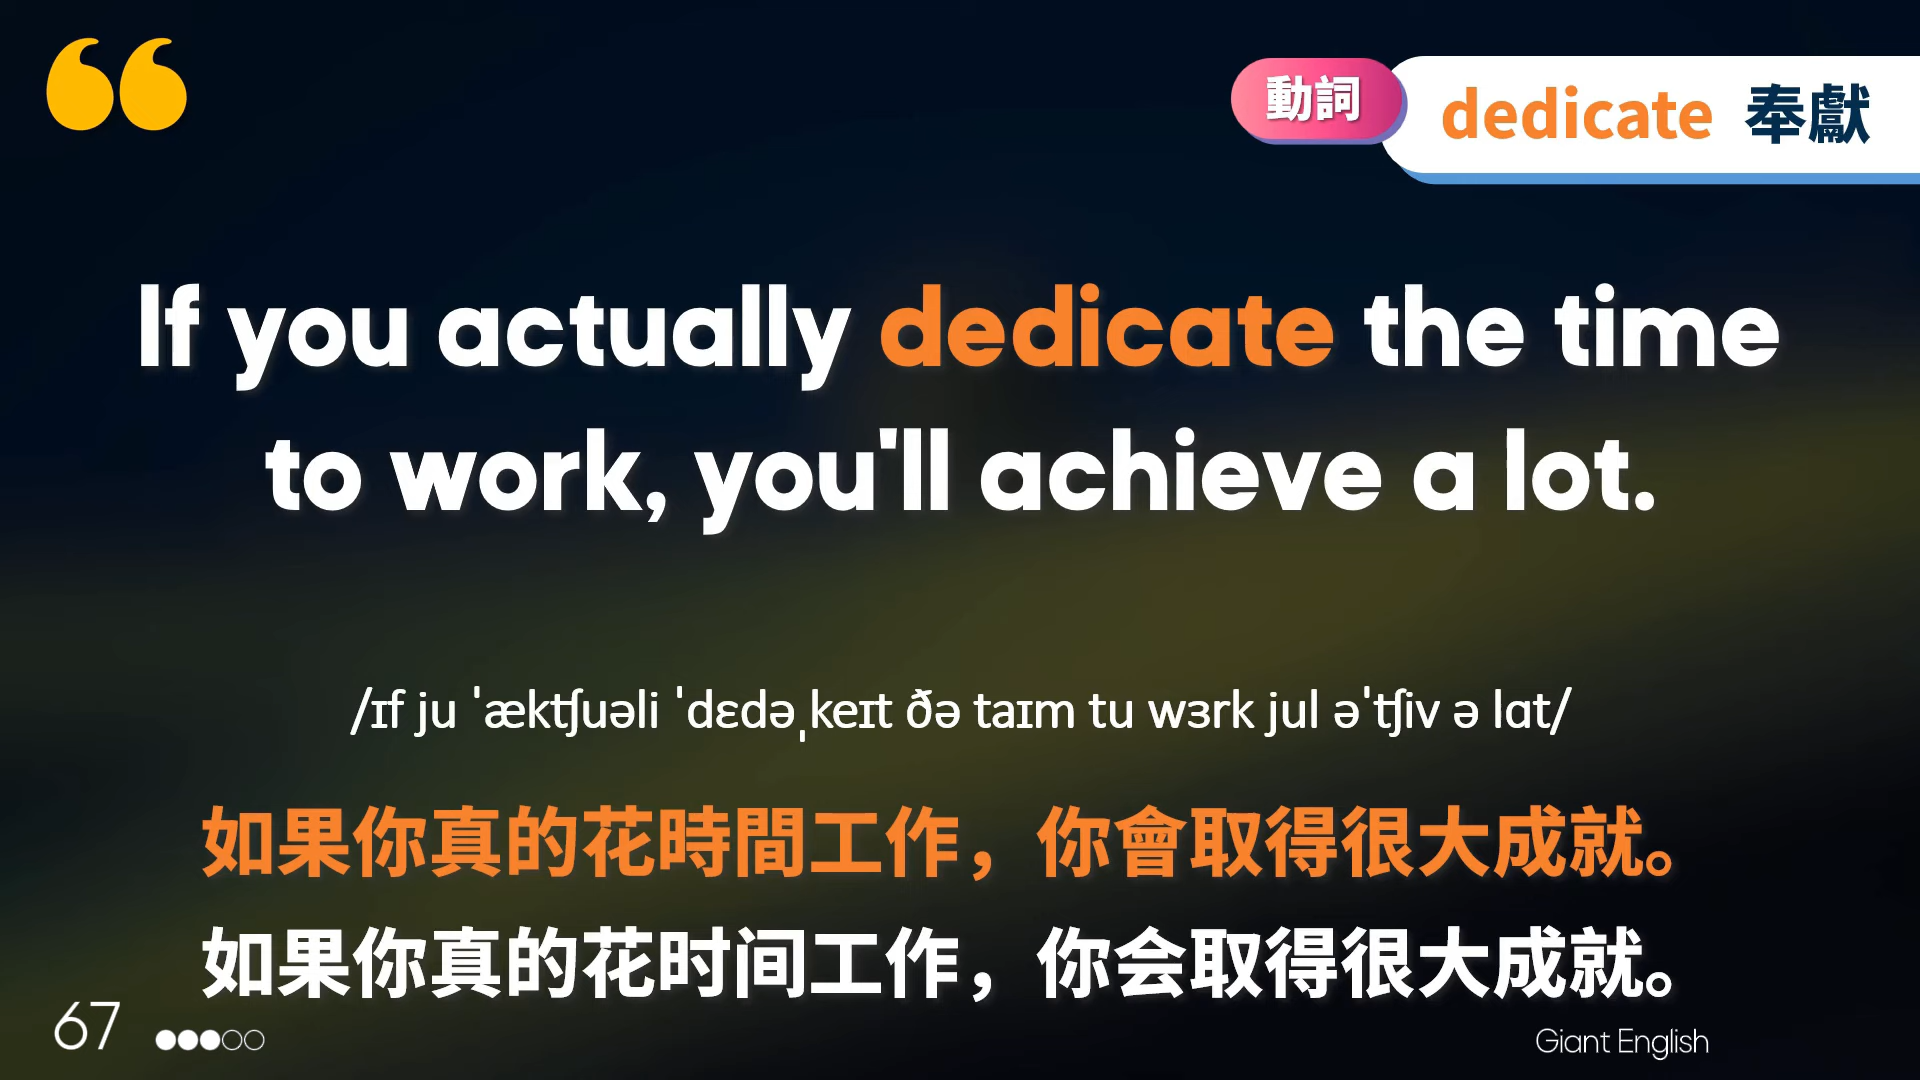 動詞 dedicate 奉獻
If you actually dedicate the time
to work, you'll achieve a lot.
/ɪf ju ˈæktʃuəli ˈdɛdəˌkeɪt ðə taɪm tu wɜrk jul əˈtʃiv ə lɑt/
如果你真的花時間工作，你會取得很大成就。
如果你真的花时间工作，你会取得很大成就。
67
Giant English